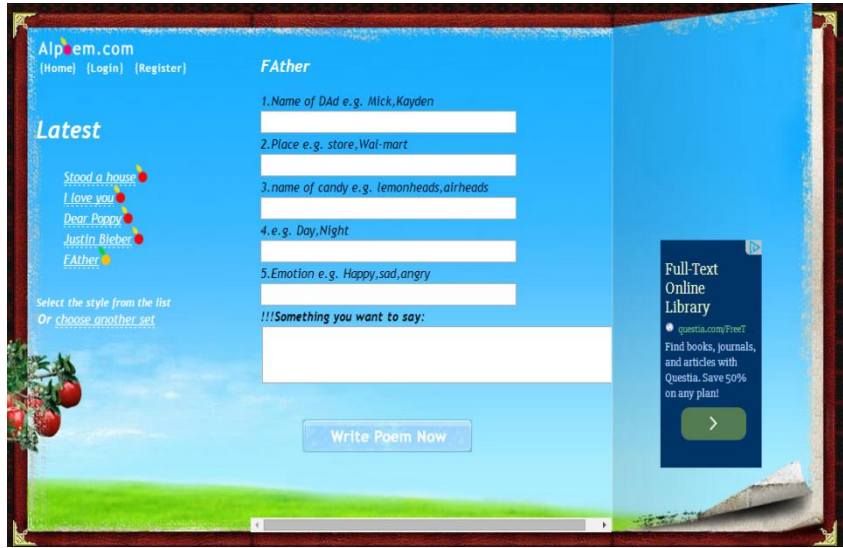 Alpoem.com
{Home} {Login} {Register}
Latest
Stood a house
I love you
Dear Poppy
Justin Bieber
FAther
Select the style from the list
Or choose another set
FAther
1.Name of DAd e.g. Mick,Kayden
2.Place e.g. store,Wal-mart
3.name of candy e.g. lemonheads,airheads
4.e.g. Day,Night
5.Emotion e.g. Happy,sad,angry
!!!Something you want to say:
Write Poem Now
Full-Text
Online
Library
questia.com/FreeT
Find books, journals,
and articles with
Questia. Save 50%
on any plan!